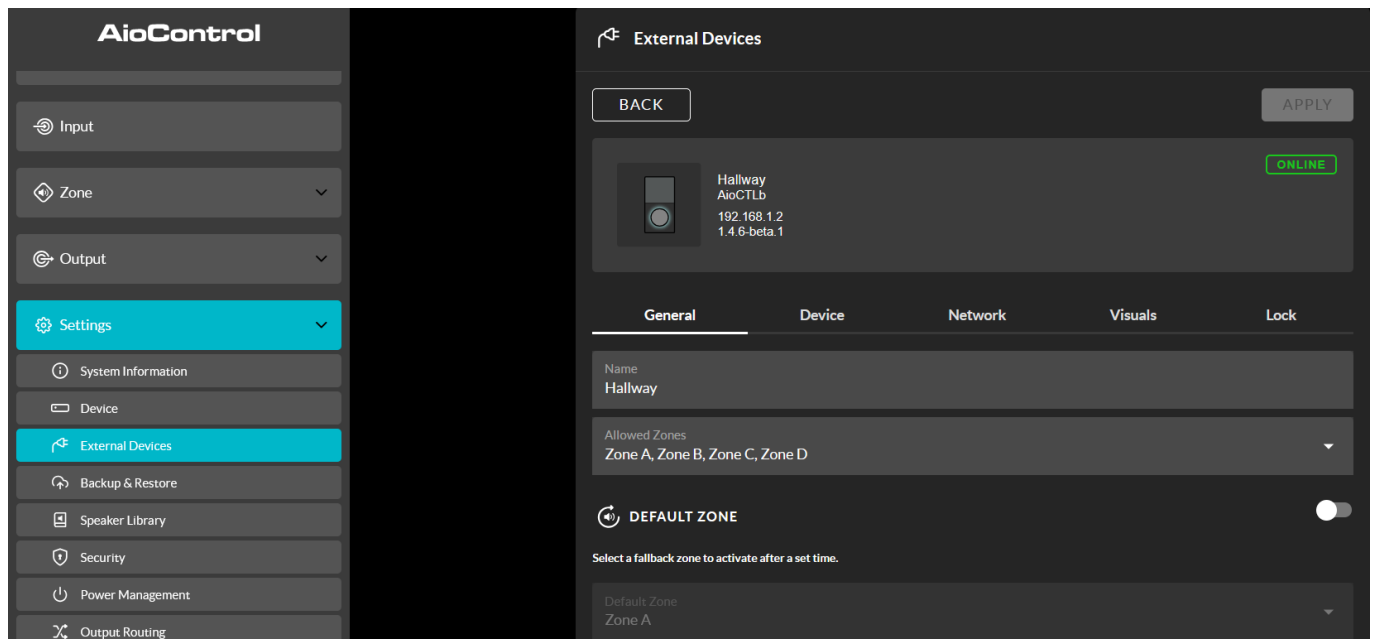 AioControl
Input
Zone
Output
Settings
System Information
Device
External Devices
Backup & Restore
Speaker Library
Security
Power Management
Output Routing
External Devices
BACK
APPLY
ONLINE
Hallway
AioCTLb
192.168.1.2
1.4.6-beta.1
General Device Network Visuals Lock
Name
Hallway
Allowed Zones
Zone A, Zone B, Zone C, Zone D
DEFAULT ZONE
Select a fallback zone to activate after a set time.
Default Zone
Zone A